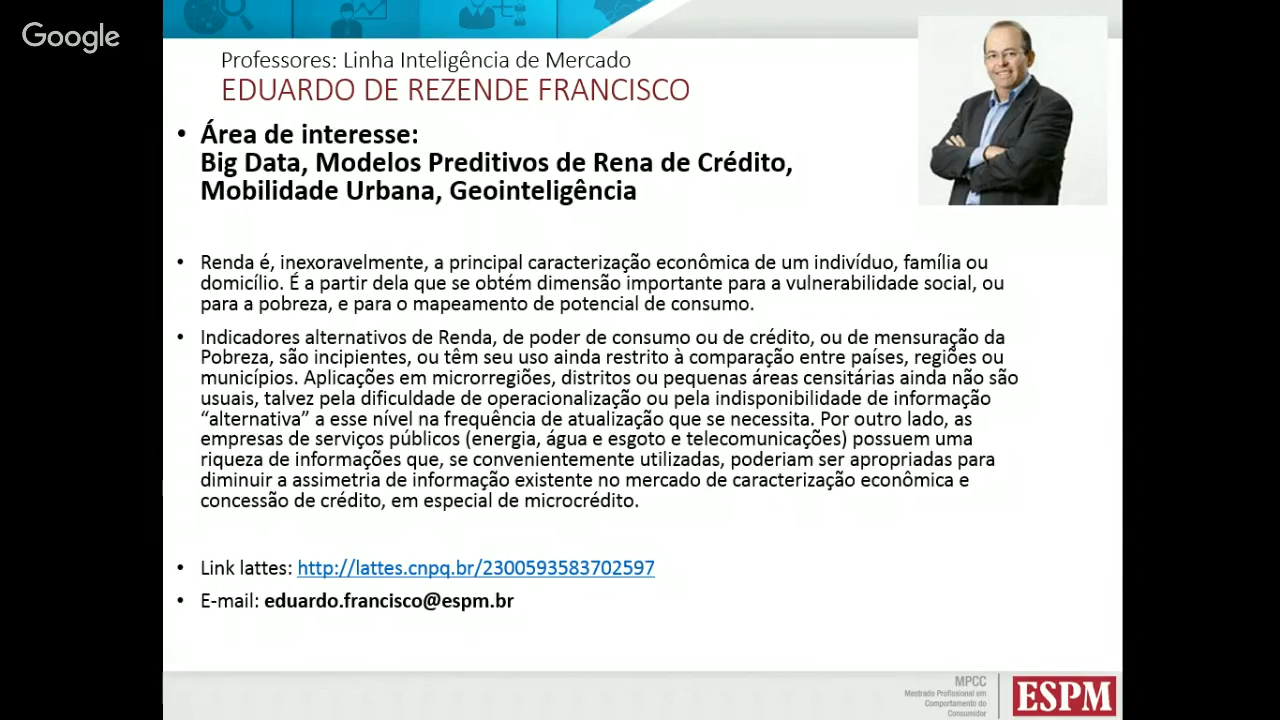 Google
Professores: Linha Inteligência de Mercado
EDUARDO DE REZENDE FRANCISCO
• Área de interesse:
Big Data, Modelos Preditivos de Rena de Crédito,
Mobilidade Urbana, Geointeligência
• Renda é, inexoravelmente, a principal caracterização econômica de um indivíduo, família ou
domicílio. É a partir dela que se obtém dimensão importante para a vulnerabilidade social, ou
para a pobreza, e para o mapeamento de potencial de consumo.
• Indicadores alternativos de Renda, de poder de consumo ou de crédito, ou de mensuração da
Pobreza, são incipientes, ou têm seu uso ainda restrito à comparação entre países, regiões ou
municípios. Aplicações em microrregiões, distritos ou pequenas áreas censitárias ainda não são
usuais, talvez pela dificuldade de operacionalização ou pela indisponibilidade de informação
“alternativa” a esse nível na frequência de atualização que se necessita. Por outro lado, as
empresas de serviços públicos (energia, água e esgoto e telecomunicações) possuem uma
riqueza de informações que, se convenientemente utilizadas, poderiam ser apropriadas para
diminuir a assimetria de informação existente no mercado de caracterização econômica e
concessão de crédito, em especial de microcrédito.
• Link lattes: http://lattes.cnpq.br/2300593583702597
• E-mail: eduardo.francisco@espm.br
MPCC
Mestrado Profissional em
Comportamento do
Consumidor
ESPM